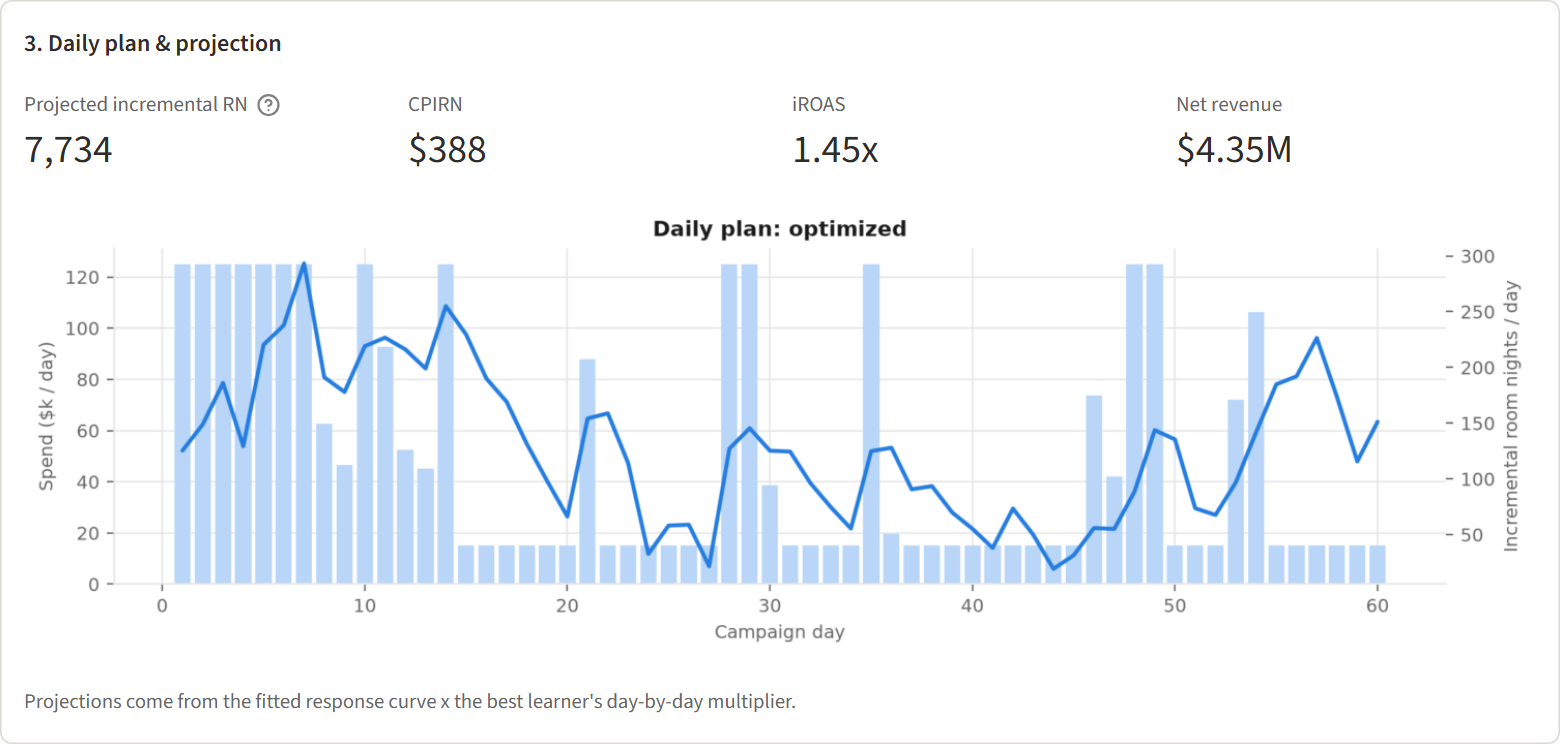 3. Daily plan & projection
Projected incremental RN ?
7,734
CPIRN
$388
iROAS
1.45x
Net revenue
$4.35M
Daily plan: optimized
Spend ($k / day)
120
100
80
60
40
20
0
0 10 20 30 40 50 60
Campaign day
300
250
200
150
100
50
Incremental room nights / day
Projections come from the fitted response curve x the best learner's day-by-day multiplier.